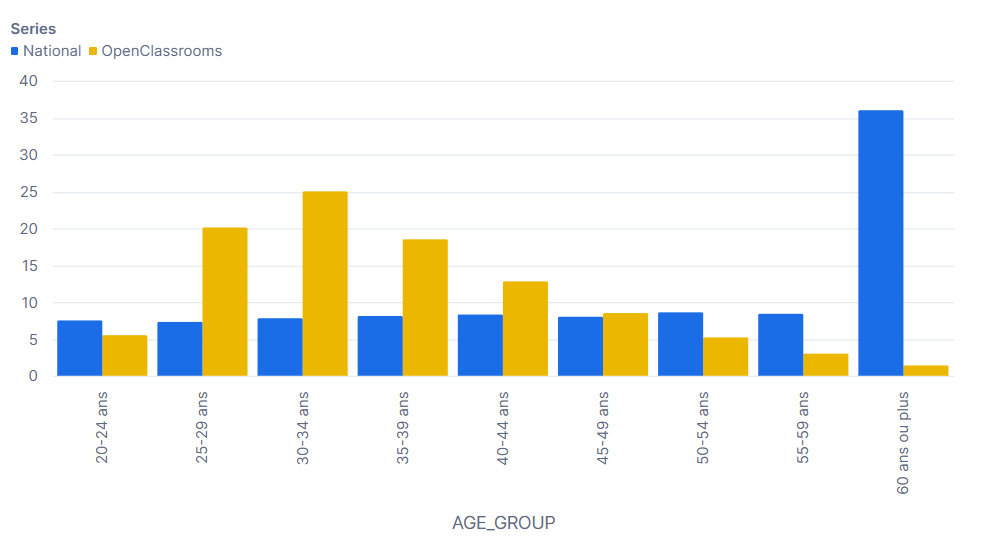 Series
National OpenClassrooms
40
35
30
25
20
15
10
5
0
20-24 ans
25-29 ans
30-34 ans
35-39 ans
40-44 ans
45-49 ans
50-54 ans
55-59 ans
60 ans ou plus
AGE_GROUP